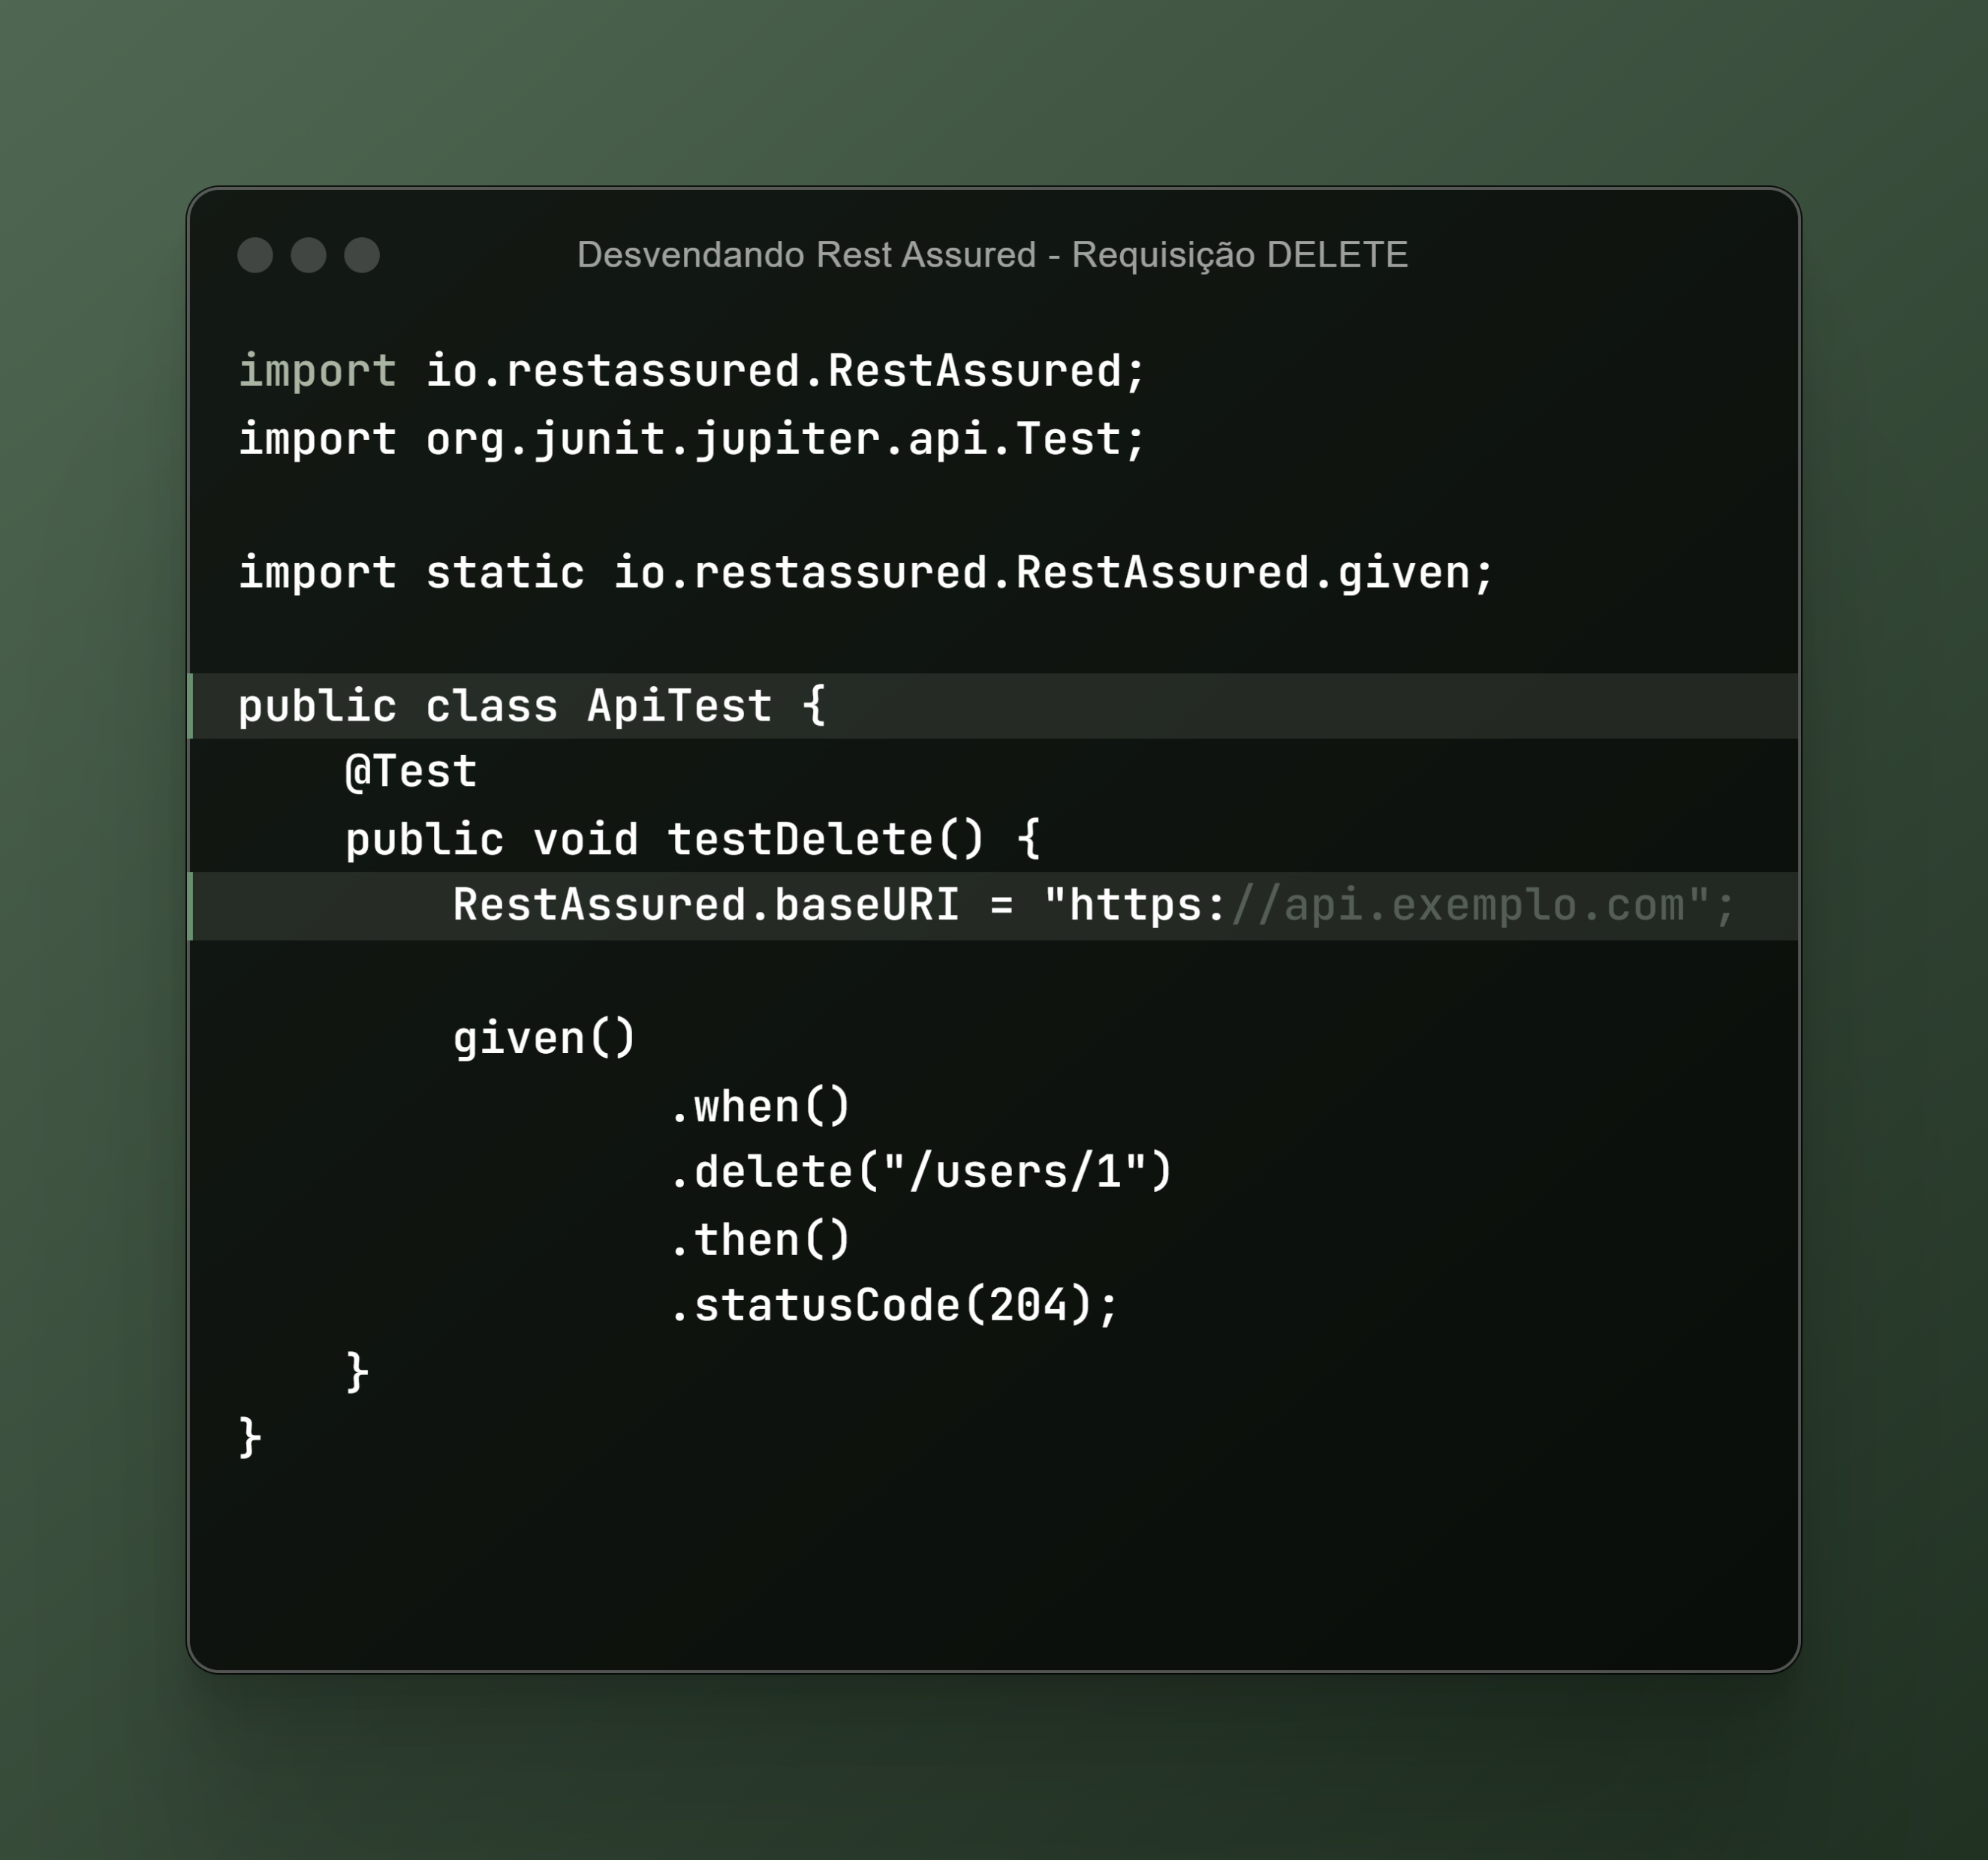 Desvendando Rest Assured - Requisição DELETE
import io.restassured.RestAssured;
import org.junit.jupiter.api.Test;
import static io.restassured.RestAssured.given;
public class ApiTest {
    @Test
    public void testDelete() {
        RestAssured.baseURI = "https://api.exemplo.com";
        given()
                .when()
                .delete("/users/1")
                .then()
                .statusCode(204);
    }
}